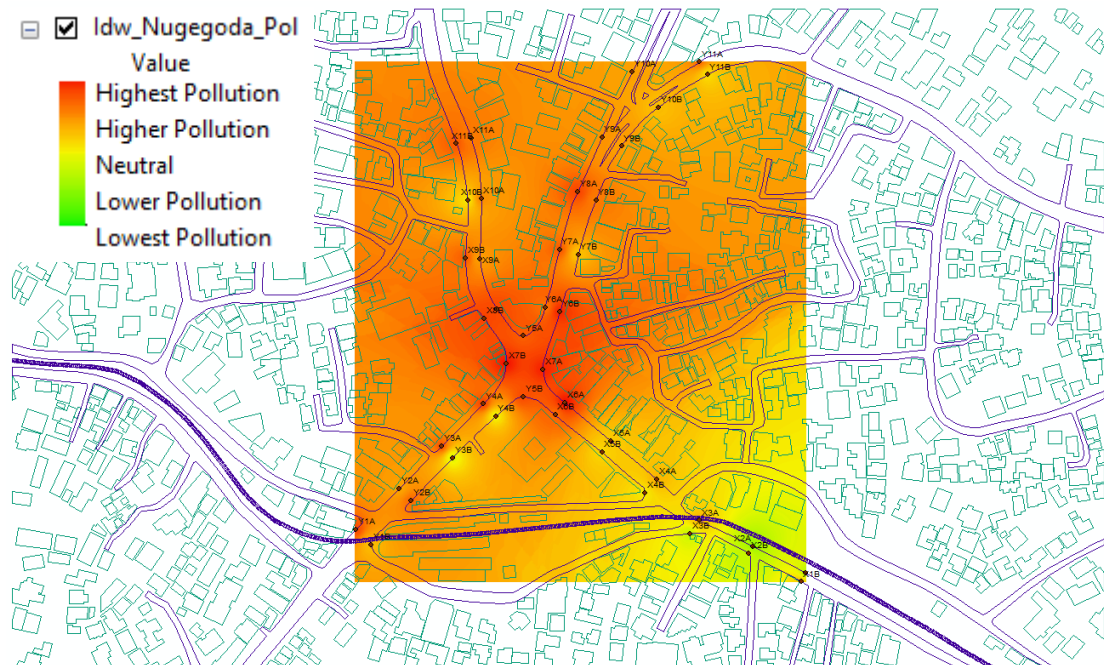 Idw_Nugegoda_Pol
Value
Highest Pollution
Higher Pollution
Neutral
Lower Pollution
Lowest Pollution
Y11A
Y10A
Y11B
Y10B
X11B
X11A
Y9A
Y9B
Y8A
X10B
X10A
Y8B
Y7A
X9B
Y7B
X9A
Y6A
X8B
Y6B
Y5A
X7B
X7A
Y5B
Y4A
X6A
Y4B
X6B
Y3A
X5A
X5B
Y3B
X4A
Y2A
X4B
Y2B
X3A
Y1A
X3B
X2A
X2B
X1B